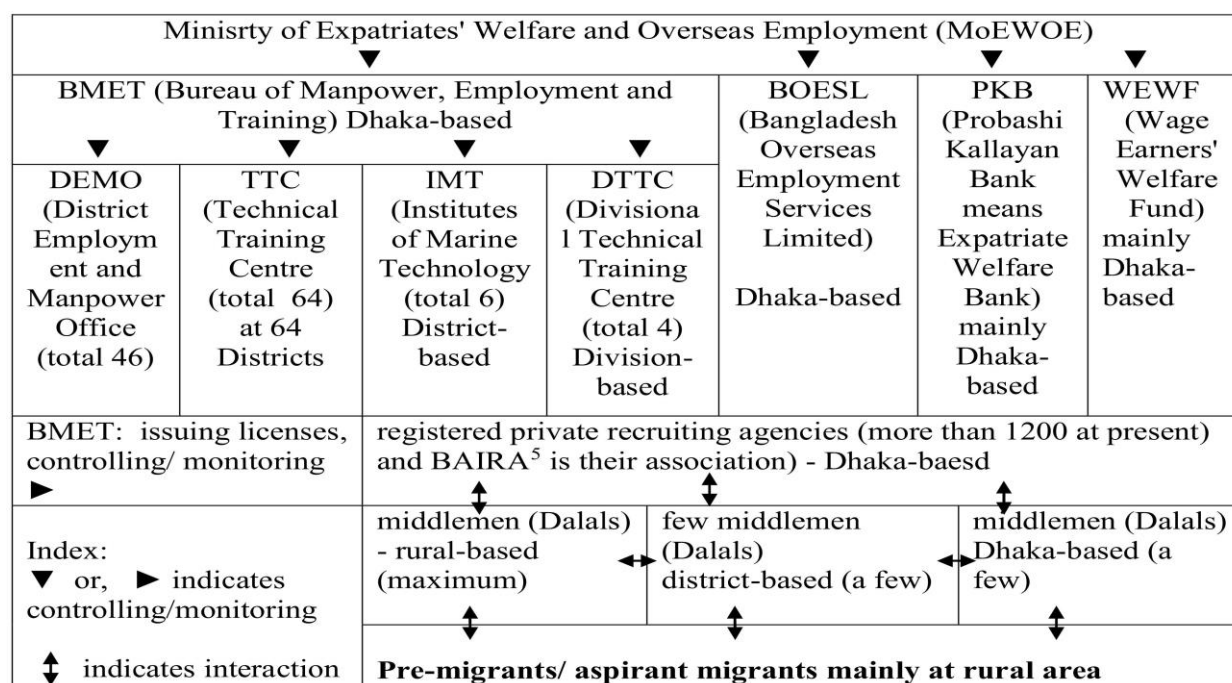 Minisrty of Expatriates' Welfare and Overseas Employment (MoEWOE)
▼ ▼ ▼ ▼
BMET (Bureau of Manpower, Employment and
Training) Dhaka-based
▼ ▼ ▼ ▼
DEMO
(District
Employm
ent and
Manpower
Office
(total 46)
TTC
(Technical
Training
Centre
(total 64)
at 64
Districts
IMT
(Institutes
of Marine
Technology
(total 6)
District-
based
DTTC
(Divisiona
l Technical
Training
Centre
(total 4)
Division-
based
BOESL
(Bangladesh
Overseas
Employment
Services
Limited)
Dhaka-based
PKB
(Probashi
Kallayan
Bank
means
Expatriate
Welfare
Bank)
mainly
Dhaka-
based
WEWF
(Wage
Earners'
Welfare
Fund)
mainly
Dhaka-
based
BMET: issuing licenses,
controlling/ monitoring
►
registered private recruiting agencies (more than 1200 at present)
and BAIRA⁵ is their association) - Dhaka-baesd
middlemen (Dalals)
- rural-based
(maximum)
few middlemen
(Dalals)
district-based (a few)
middlemen (Dalals)
Dhaka-based (a
few)
Index:
▼ or, ► indicates
controlling/monitoring
↕ indicates interaction
Pre-migrants/ aspirant migrants mainly at rural area